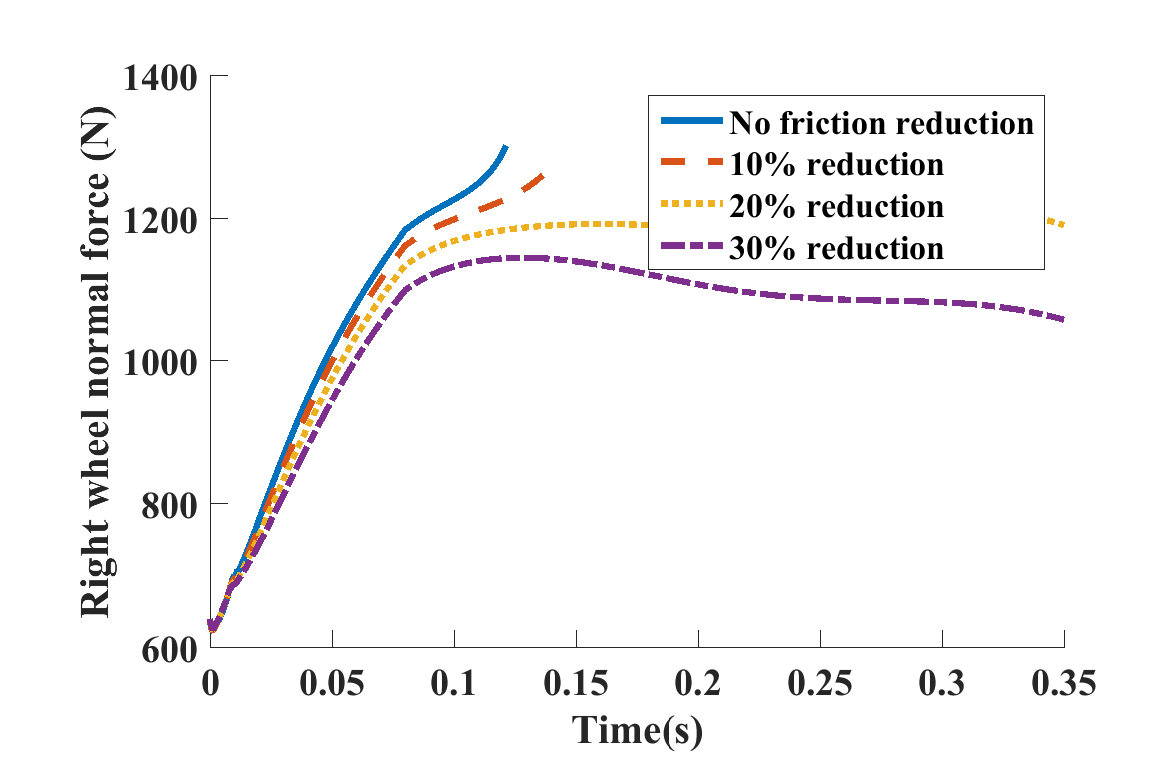 1400
1200
1000
800
600
Right wheel normal force (N)
No friction reduction
10% reduction
20% reduction
30% reduction
0 0.05 0.1 0.15 0.2 0.25 0.3 0.35
Time(s)